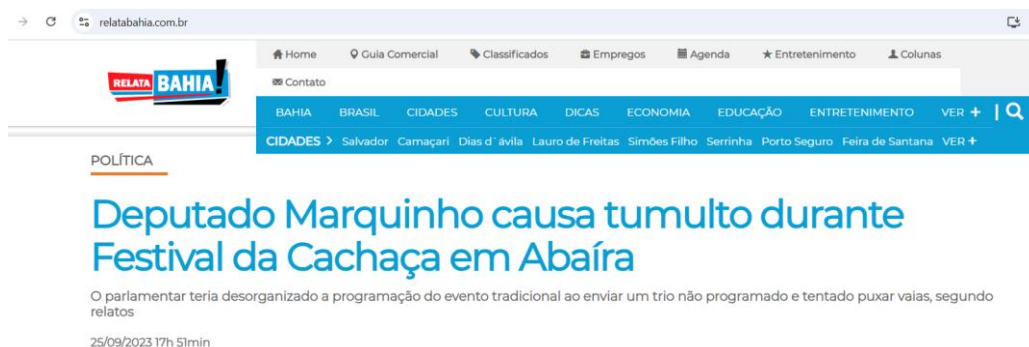 relatabahia.com.br
RELATA BAHIA!
Home Guia Comercial Classificados Empregos Agenda Entretenimento Colunas
Contato
BAHIA BRASIL CIDADES CULTURA DICAS ECONOMIA EDUCAÇÃO ENTRETENIMENTO VER +
CIDADES > Salvador Camaçari Dias d´ávila Lauro de Freitas Simões Filho Serrinha Porto Seguro Feira de Santana VER +
POLÍTICA
Deputado Marquinho causa tumulto durante
Festival da Cachaça em Abaíra
O parlamentar teria desorganizado a programação do evento tradicional ao enviar um trio não programado e tentado puxar vaias, segundo
relatos
25/09/2023 17h 51min